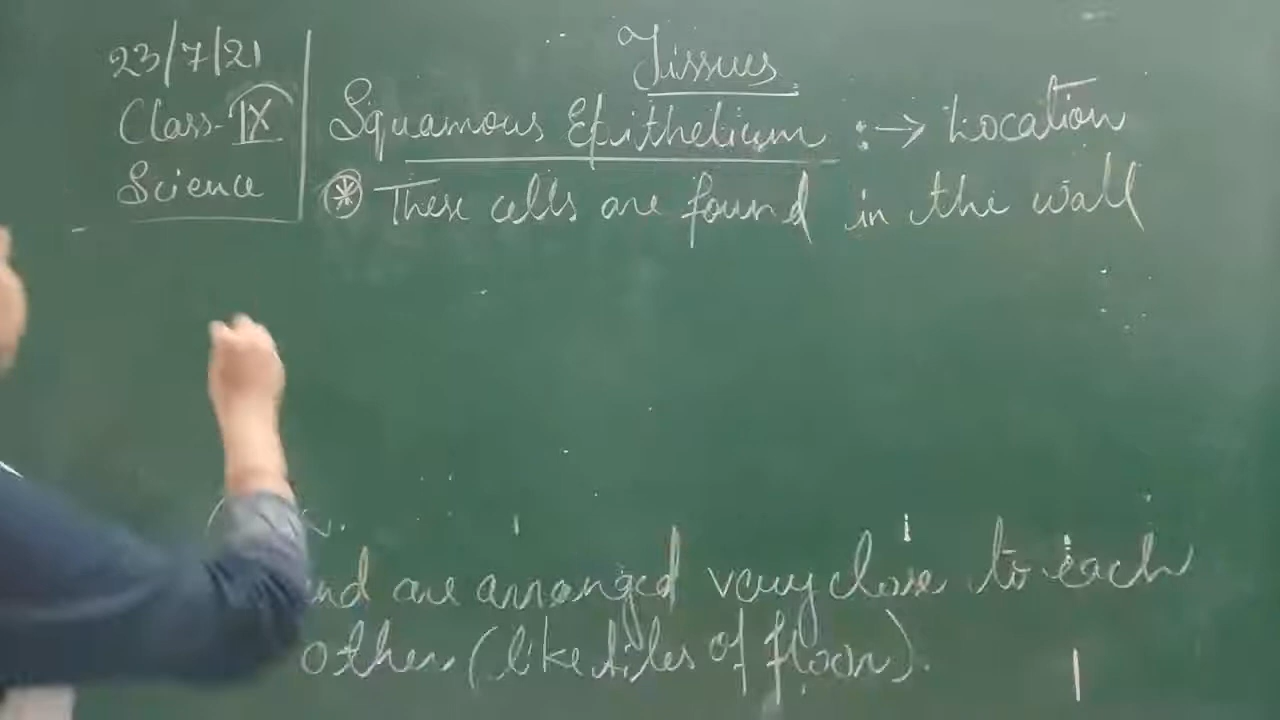 23/7/21
Class-IX
Science
Tissues
Squamous Epithelium :→ Location
* These cells are found in the wall
and are arranged very close to each
other (like tiles of floor).